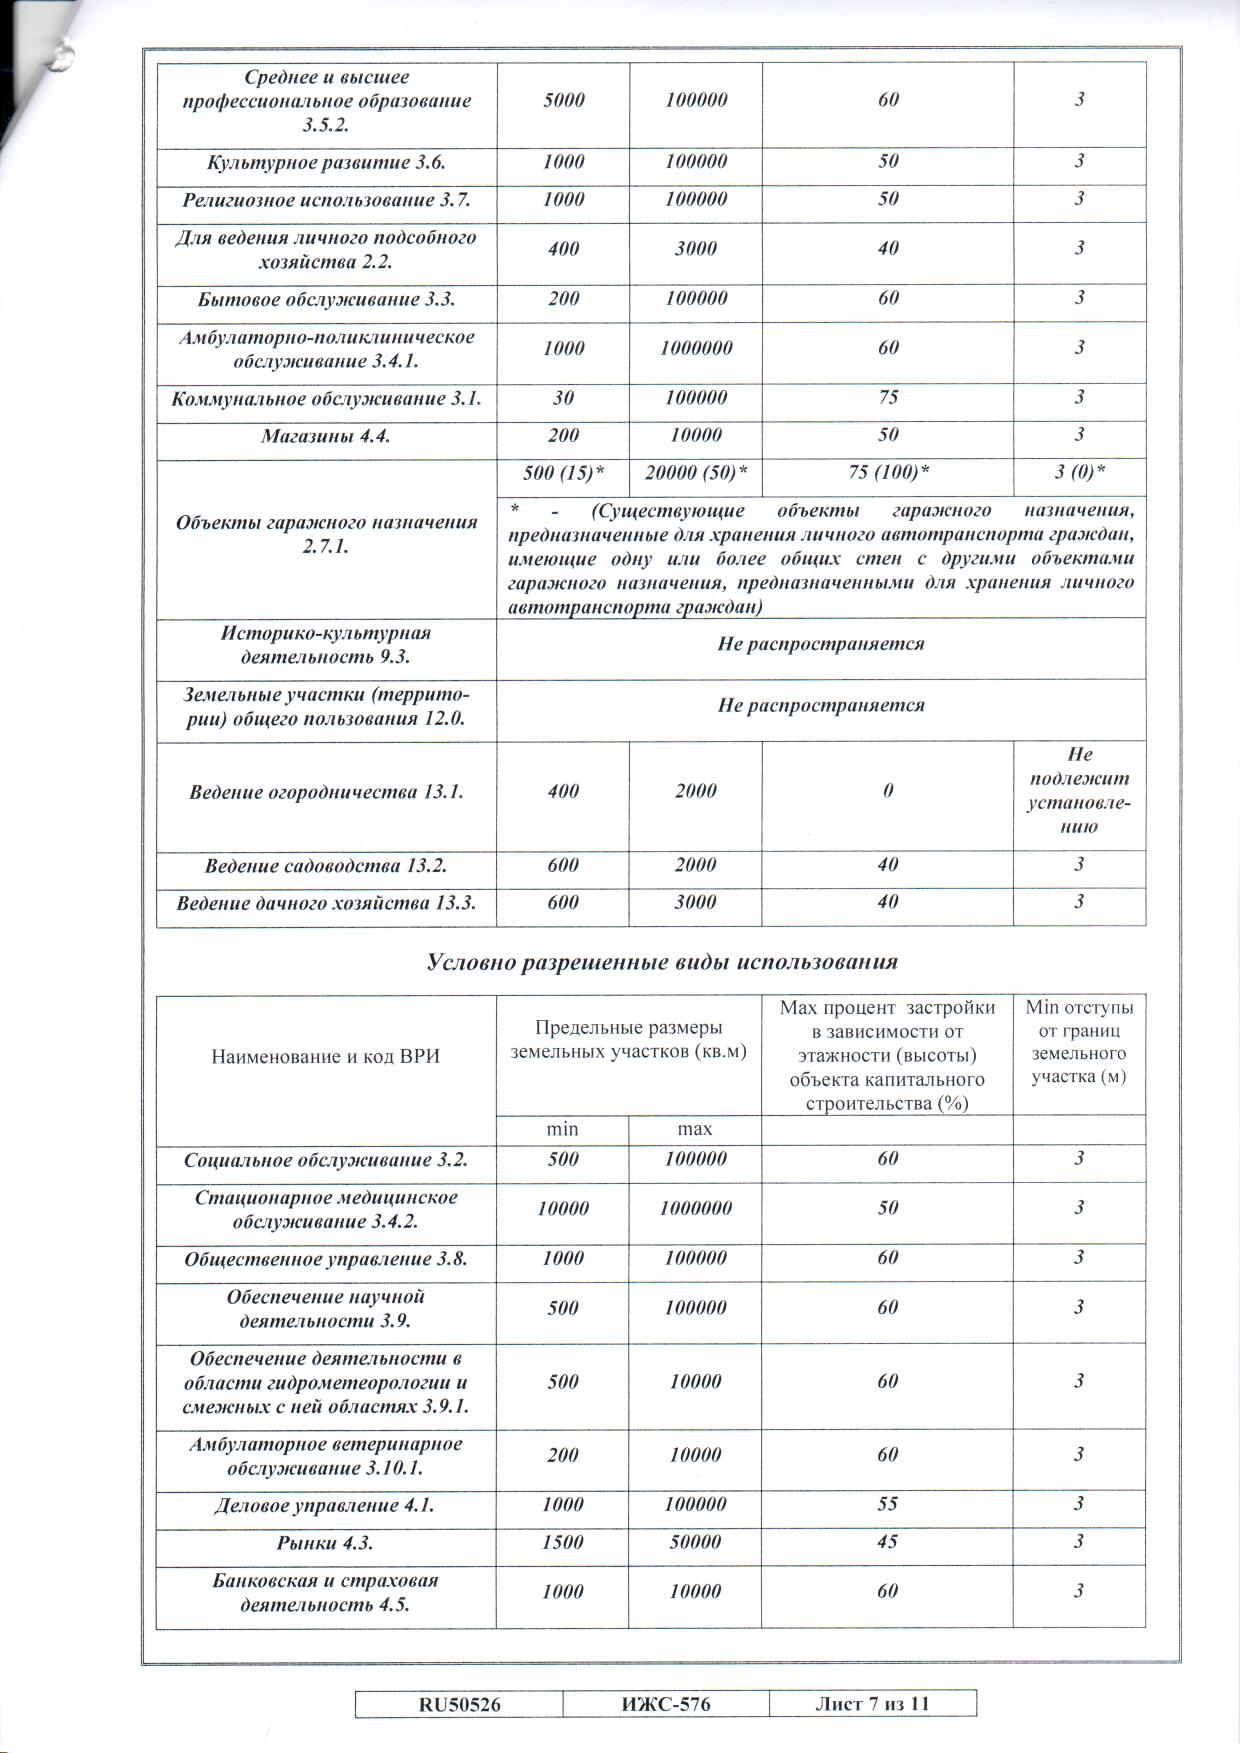 Среднее и высшее
профессиональное образование
3.5.2.
5000 100000 60 3
Культурное развитие 3.6. 1000 100000 50 3
Религиозное использование 3.7. 1000 100000 50 3
Для ведения личного подсобного
хозяйства 2.2.
400 3000 40 3
Бытовое обслуживание 3.3. 200 100000 60 3
Амбулаторно-поликлиническое
обслуживание 3.4.1.
1000 1000000 60 3
Коммунальное обслуживание 3.1. 30 100000 75 3
Магазины 4.4. 200 10000 50 3
Объекты гаражного назначения
2.7.1.
500 (15)* 20000 (50)* 75 (100)* 3 (0)*
* - (Существующие объекты гаражного назначения,
предназначенные для хранения личного автотранспорта граждан,
имеющие одну или более общих стен с другими объектами
гаражного назначения, предназначенными для хранения личного
автотранспорта граждан)
Историко-культурная
деятельность 9.3.
Не распространяется
Земельные участки (террито-
рии) общего пользования 12.0.
Не распространяется
Ведение огородничества 13.1. 400 2000 0
Не
подлежит
установле-
нию
Ведение садоводства 13.2. 600 2000 40 3
Ведение дачного хозяйства 13.3. 600 3000 40 3
Условно разрешенные виды использования
Наименование и код ВРИ
Предельные размеры
земельных участков (кв.м)
Max процент застройки
в зависимости от
этажности (высоты)
объекта капитального
строительства (%)
Min отступы
от границ
земельного
участка (м)
min max
Социальное обслуживание 3.2. 500 100000 60 3
Стационарное медицинское
обслуживание 3.4.2.
10000 1000000 50 3
Общественное управление 3.8. 1000 100000 60 3
Обеспечение научной
деятельности 3.9.
500 100000 60 3
Обеспечение деятельности в
области гидрометеорологии и
смежных с ней областях 3.9.1.
500 10000 60 3
Амбулаторное ветеринарное
обслуживание 3.10.1.
200 10000 60 3
Деловое управление 4.1. 1000 100000 55 3
Рынки 4.3. 1500 50000 45 3
Банковская и страховая
деятельность 4.5.
1000 10000 60 3
RU50526 ИЖС-576 Лист 7 из 11